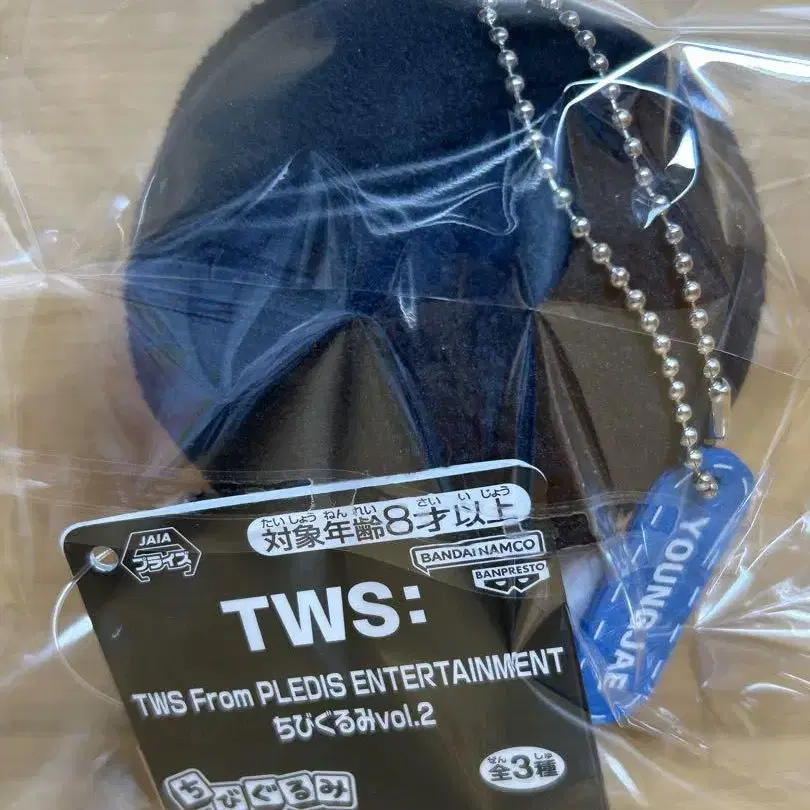 たいしょうねんれい さい いじょう
対象年齢8才以上
JAIA
プライズ
BANDAI NAMCO
BANPRESTO
TWS:
TWS From PLEDIS ENTERTAINMENT
ちびぐるみvol.2
ぜん しゅ
全3種
ちびぐるみ
YOUNGJAE